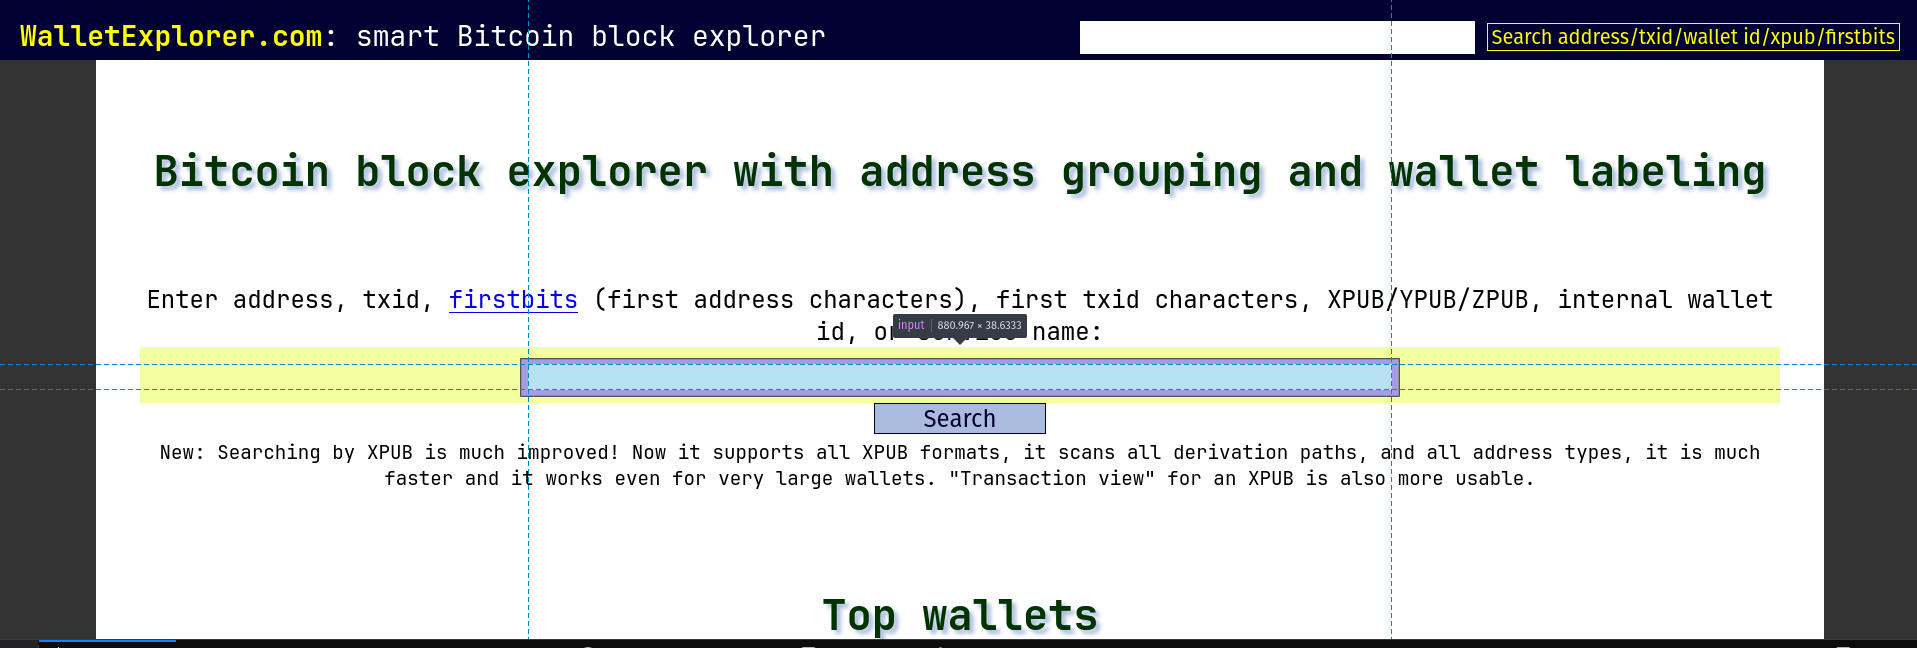 WalletExplorer.com: smart Bitcoin block explorer
Search address/txid/wallet id/xpub/firstbits
Bitcoin block explorer with address grouping and wallet labeling
Enter address, txid, firstbits (first address characters), first txid characters, XPUB/YPUB/ZPUB, internal wallet
id, or service name:
input 880.967 × 38.6333
Search
New: Searching by XPUB is much improved! Now it supports all XPUB formats, it scans all derivation paths, and all address types, it is much
faster and it works even for very large wallets. "Transaction view" for an XPUB is also more usable.
Top wallets